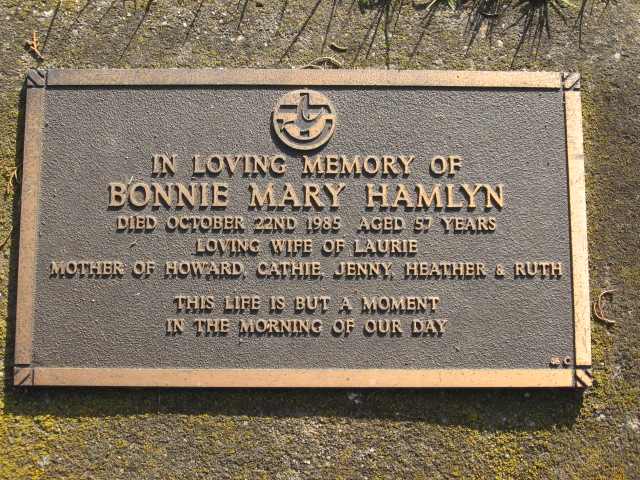 IN LOVING MEMORY OF
BONNIE MARY HAMLYN
DIED OCTOBER 22ND 1985 AGED 57 YEARS
LOVING WIFE OF LAURIE
MOTHER OF HOWARD, CATHIE, JENNY, HEATHER & RUTH
THIS LIFE IS BUT A MOMENT
IN THE MORNING OF OUR DAY